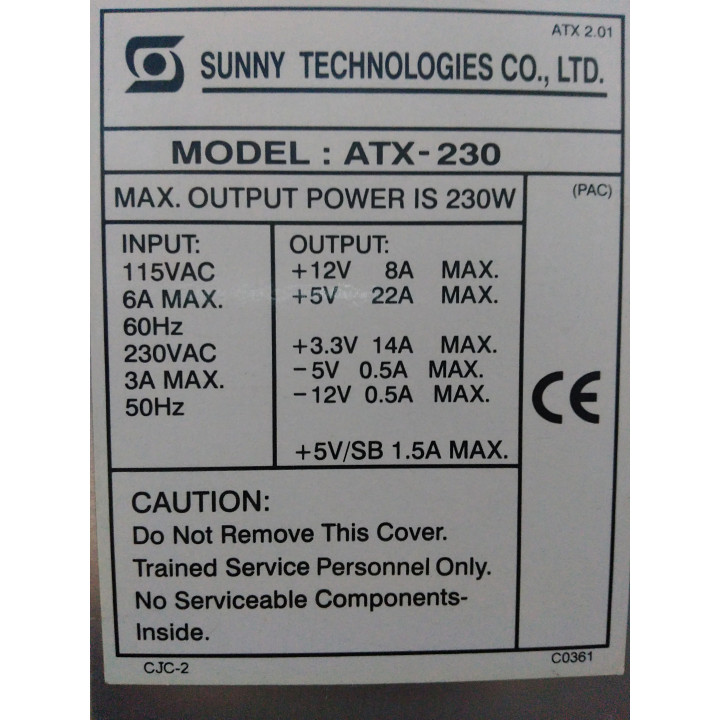 ATX 2.01
SUNNY TECHNOLOGIES CO., LTD.
MODEL : ATX-230
MAX. OUTPUT POWER IS 230W
(PAC)
INPUT:
115VAC
6A MAX.
60Hz
230VAC
3A MAX.
50Hz
OUTPUT:
+12V 8A MAX.
+5V 22A MAX.
+3.3V 14A MAX.
-5V 0.5A MAX.
-12V 0.5A MAX.
+5V/SB 1.5A MAX.
CE
CAUTION:
Do Not Remove This Cover.
Trained Service Personnel Only.
No Serviceable Components-
Inside.
CJC-2
C0361